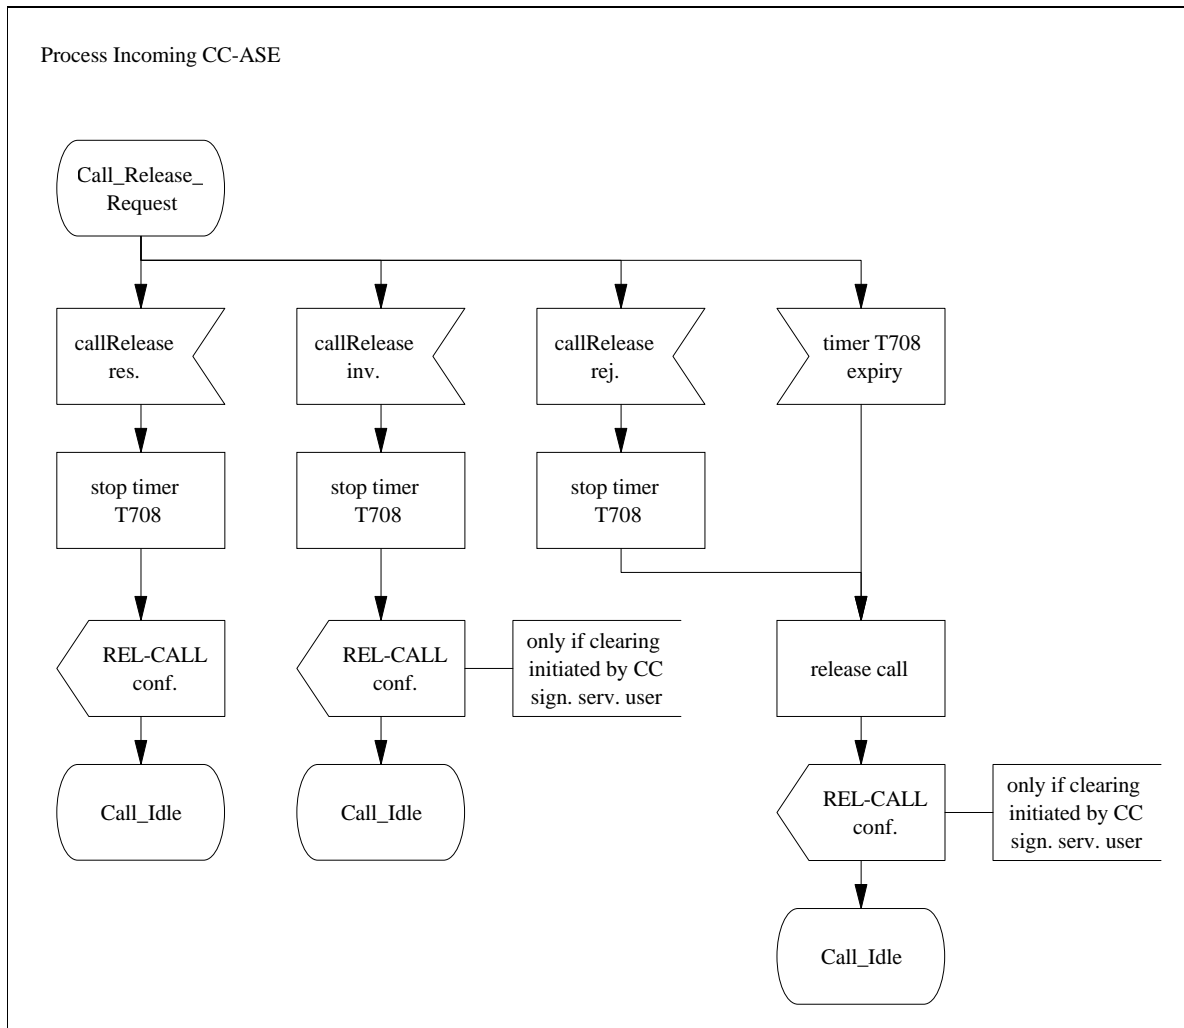 Process Incoming CC-ASE
Call_Release_
Request
callRelease
res.
callRelease
inv.
callRelease
rej.
timer T708
expiry
stop timer
T708
stop timer
T708
stop timer
T708
REL-CALL
conf.
REL-CALL
conf.
only if clearing
initiated by CC
sign. serv. user
release call
Call_Idle
Call_Idle
REL-CALL
conf.
only if clearing
initiated by CC
sign. serv. user
Call_Idle